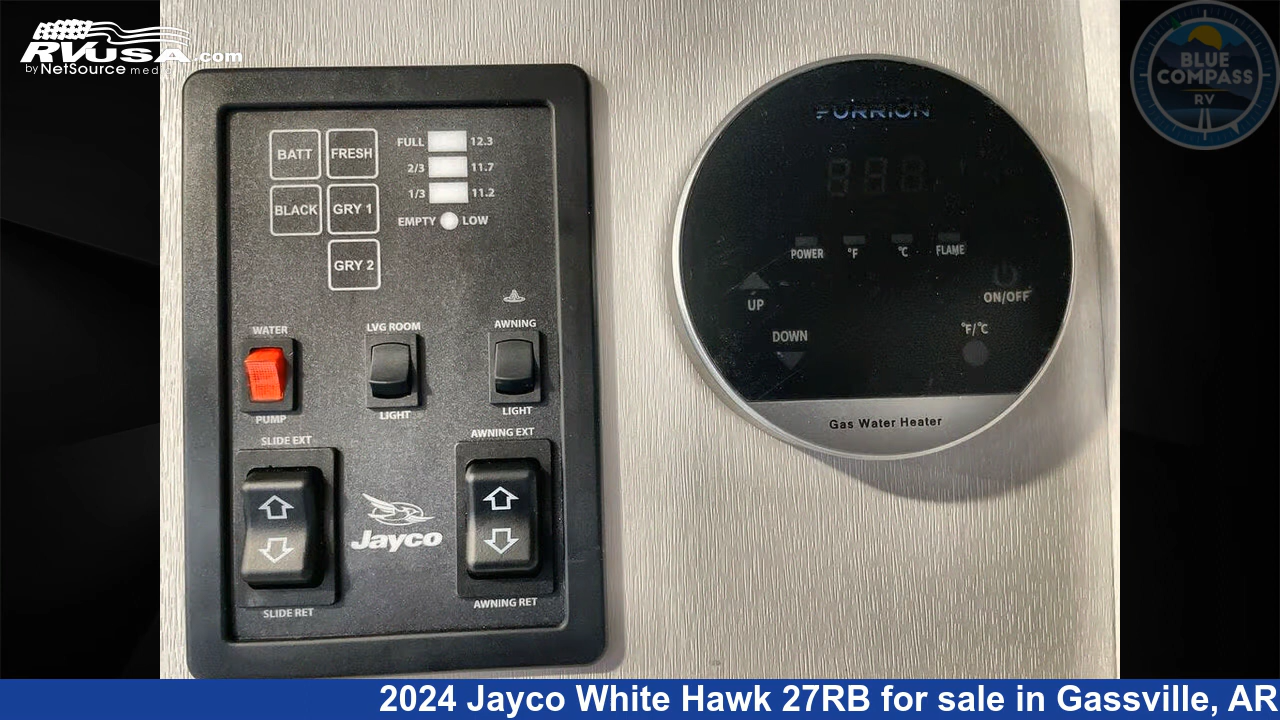 RVUSA.com
by NetSource media
BLUE
COMPASS
RV
BATT FRESH
BLACK GRY 1
GRY 2
FULL 12.3
2/3 11.7
1/3 11.2
EMPTY LOW
WATER
PUMP
LVG ROOM
LIGHT
AWNING
LIGHT
SLIDE EXT
SLIDE RET
Jayco
AWNING EXT
AWNING RET
FURRION
888
POWER °F °C FLAME
UP
DOWN
ON/OFF
°F/°C
Gas Water Heater
2024 Jayco White Hawk 27RB for sale in Gassville, AR